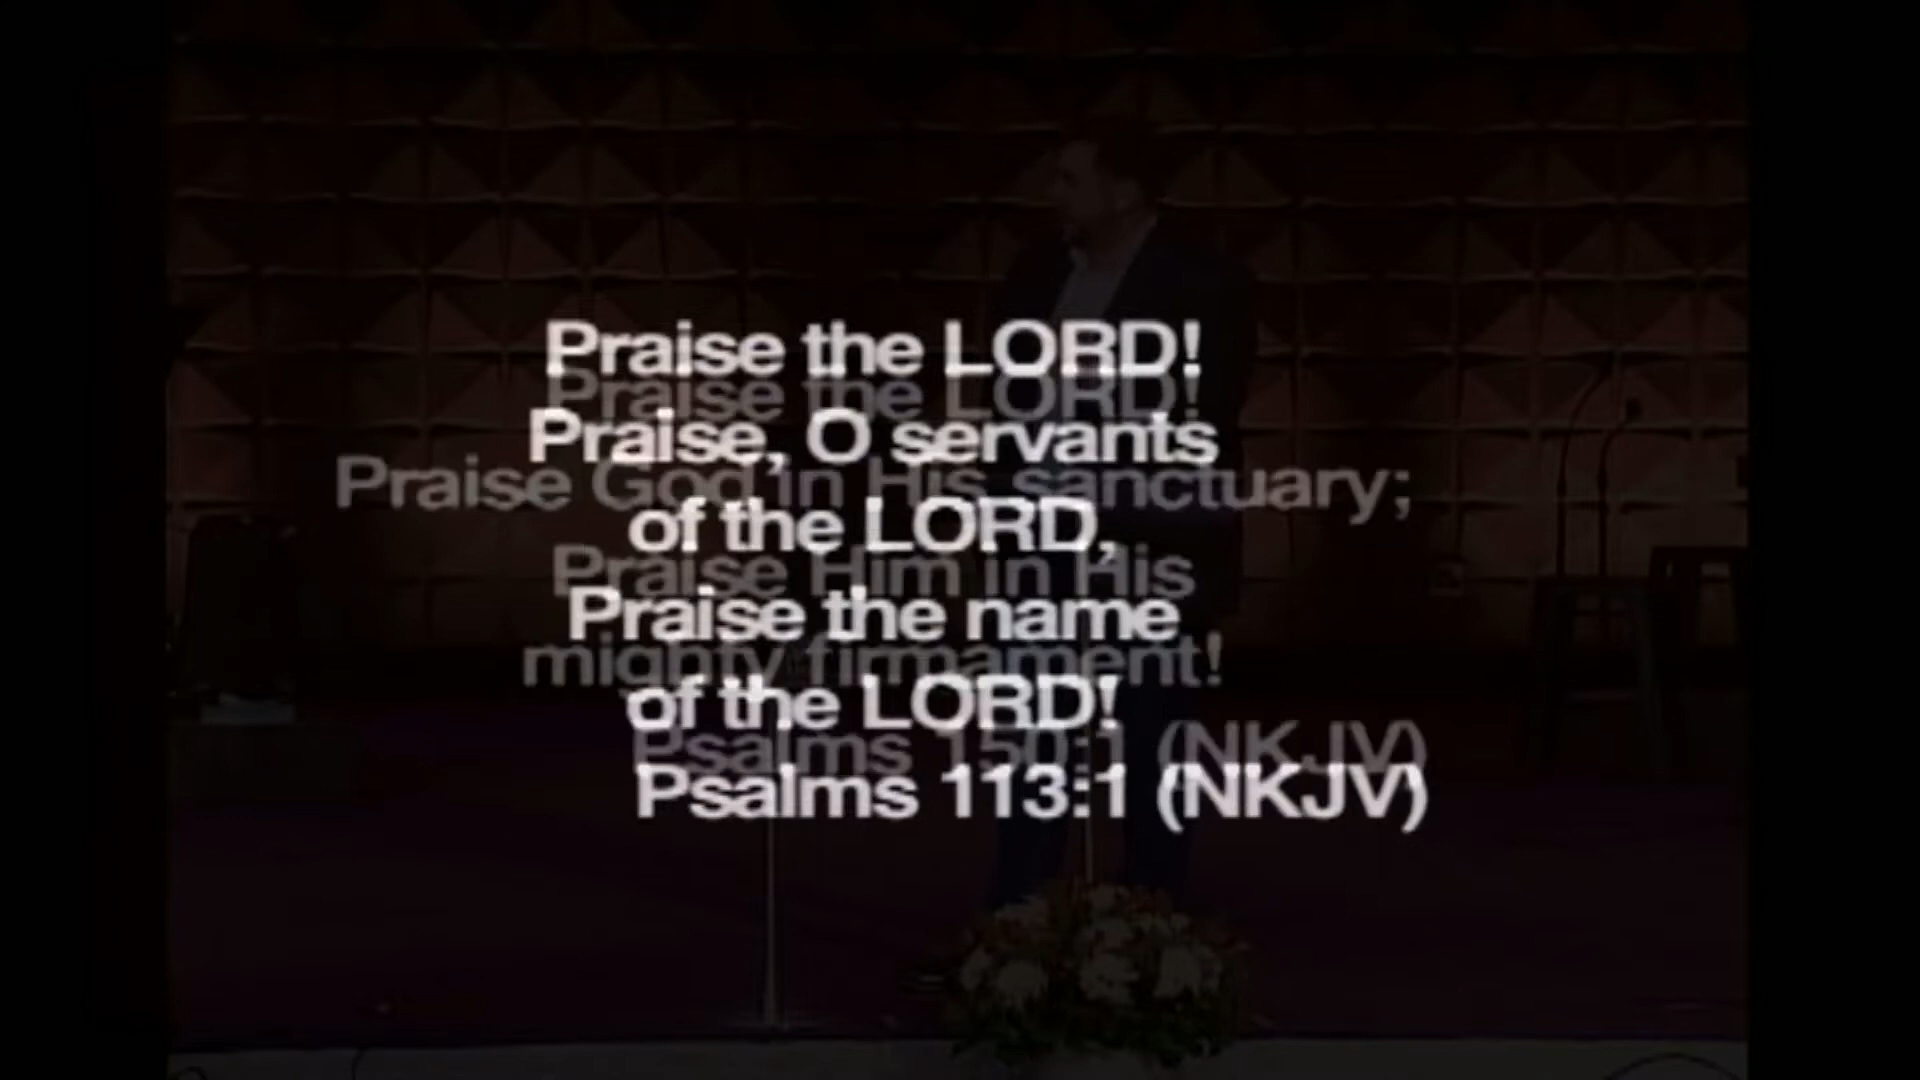 Praise the LORD!
Praise, O servants
of the LORD,
Praise the name
of the LORD!
Psalms 113:1 (NKJV)
Praise the LORD!
Praise God in His sanctuary;
Praise Him in His
mighty firmament!
Psalms 150:1 (NKJV)